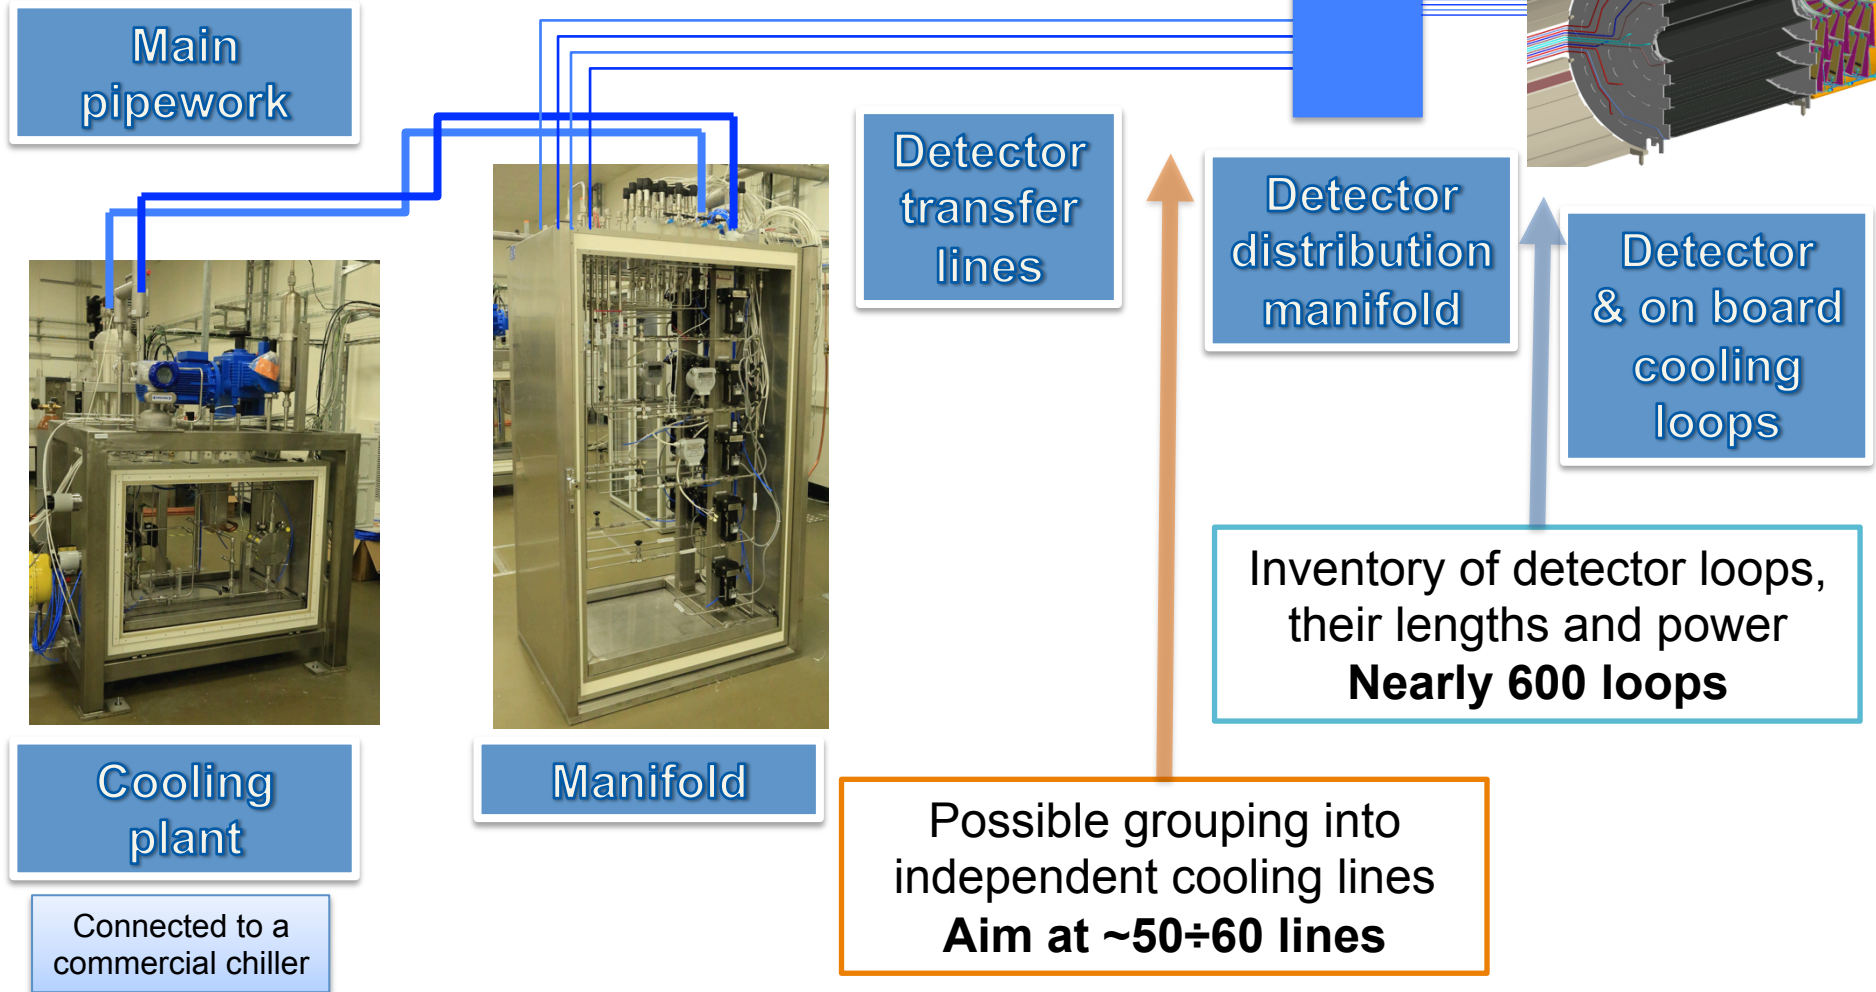 Main
pipework
Detector
transfer
lines
Detector
distribution
manifold
Detector
& on board
cooling
loops
Inventory of detector loops,
their lengths and power
Nearly 600 loops
Cooling
plant
Manifold
Possible grouping into
independent cooling lines
Aim at ~50÷60 lines
Connected to a
commercial chiller